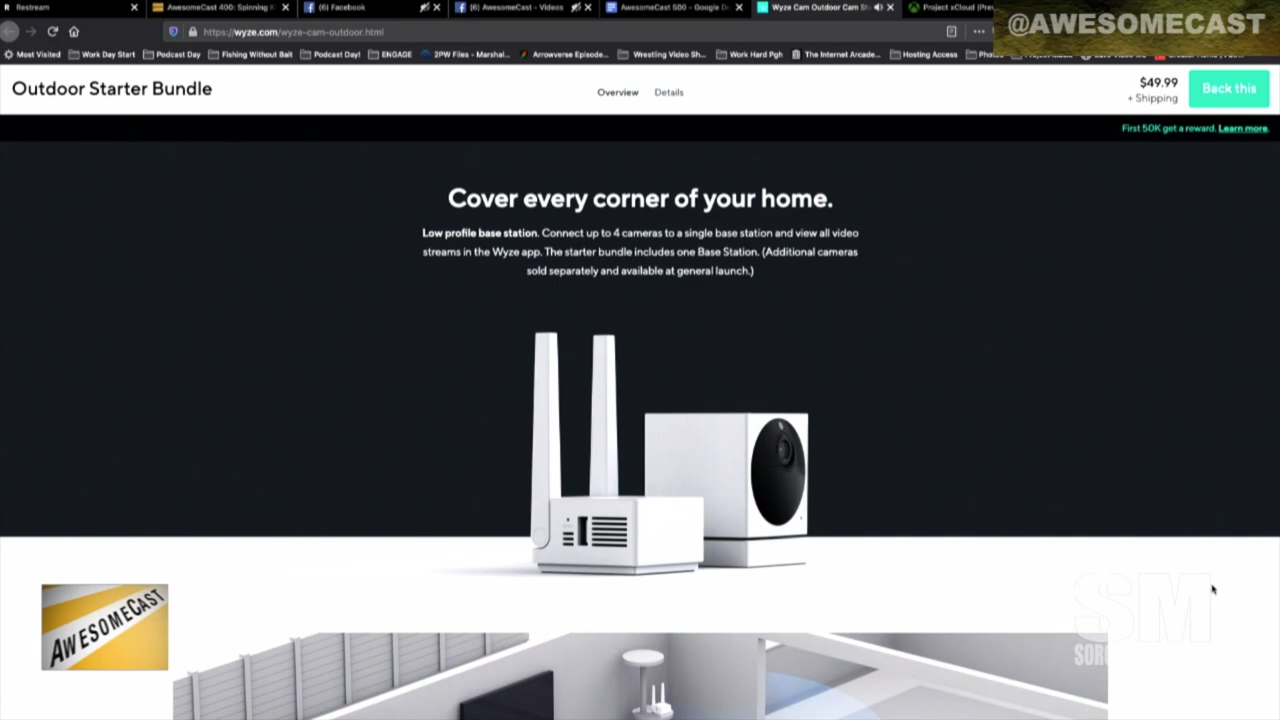 Restream
AwesomeCast 400: Spinning
(6) Facebook
(6) AwesomeCast - Videos
AwesomeCast 500 - Google D
Wyze Cam Outdoor Cam St
Project xCloud (Prev
@AWESOMECAST
https://wyze.com/wyze-cam-outdoor.html
Most Visited
Work Day Start
Podcast Day
Fishing Without Bait
Podcast Day!
ENGAGE
2PW Files - Marshal...
Arrowverse Episode...
Wrestling Video Sh...
Work Hard Pgh
The Internet Arcade...
Hosting Access
Outdoor Starter Bundle
Overview
Details
$49.99
+ Shipping
Back this
First 50K get a reward. Learn more.
Cover every corner of your home.
Low profile base station. Connect up to 4 cameras to a single base station and view all video
streams in the Wyze app. The starter bundle includes one Base Station. (Additional cameras
sold separately and available at general launch.)
AWESOMECAST
SM